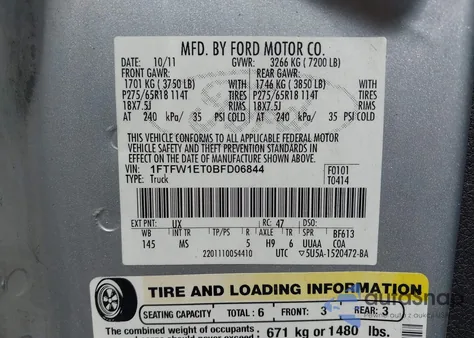 MFD. BY FORD MOTOR CO.
DATE: 10/11 GVWR: 3266 KG ( 7200 LB)
FRONT GAWR: REAR GAWR:
1701 KG ( 3750 LB) WITH 1746 KG ( 3850 LB) WITH
P275/65R18 114T TIRES P275/65R18 114T TIRES
18X7.5J RIMS 18X7.5J RIMS
AT 240 kPa/ 35 PSI COLD AT 240 kPa/ 35 PSI COLD
THIS VEHICLE CONFORMS TO ALL APPLICABLE FEDERAL MOTOR
VEHICLE SAFETY AND THEFT PREVENTION STANDARDS IN EFFECT ON THE
DATE OF MANUFACTURE SHOWN ABOVE.
VIN: 1FTFW1ET0BFD06844 F0101
TYPE: Truck T0414
EXT PNT: UX RC: 47 DSO:
WB INT TR TP/PS R AXLE TR SPR BF613
145 MS 5 H9 6 UUAA COA
2201110054410 UTC ▽5U5A-1520472-BA
TIRE AND LOADING INFORMATION
SEATING CAPACITY TOTAL : 6 FRONT : 3 REAR : 3
The combined weight of occupants 671 kg or 1480 lbs.
autoSnap